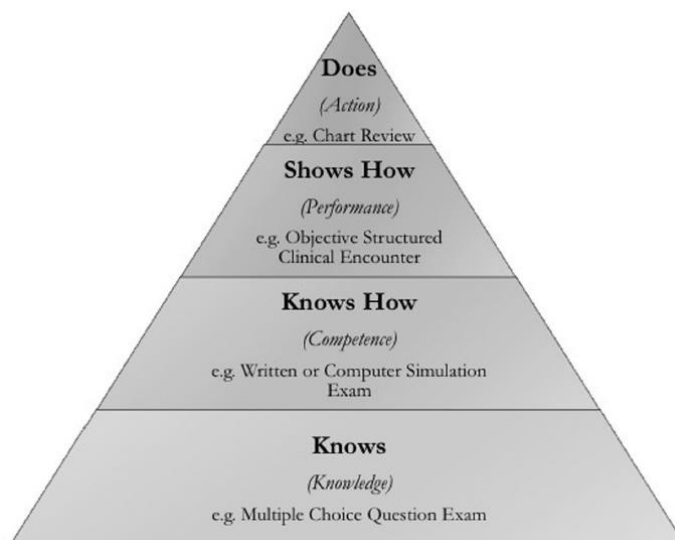 Does
(Action)
e.g. Chart Review
Shows How
(Performance)
e.g. Objective Structured
Clinical Encounter
Knows How
(Competence)
e.g. Written or Computer Simulation
Exam
Knows
(Knowledge)
e.g. Multiple Choice Question Exam